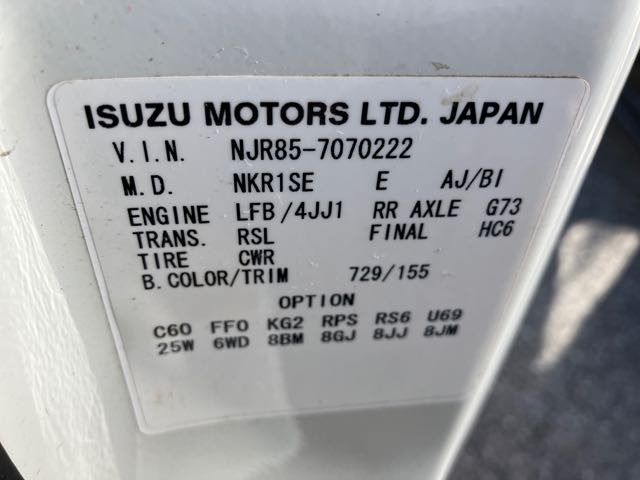 ISUZU MOTORS LTD. JAPAN
V.I.N. NJR85-7070222
M.D. NKR1SE E AJ/BI
ENGINE LFB/4JJ1 RR AXLE G73
TRANS. RSL FINAL HC6
TIRE CWR
B.COLOR/TRIM 729/155
OPTION
C60 FF0 KG2 RPS RS6 U69
25W 6WD 8BM 8GJ 8JJ 8JM